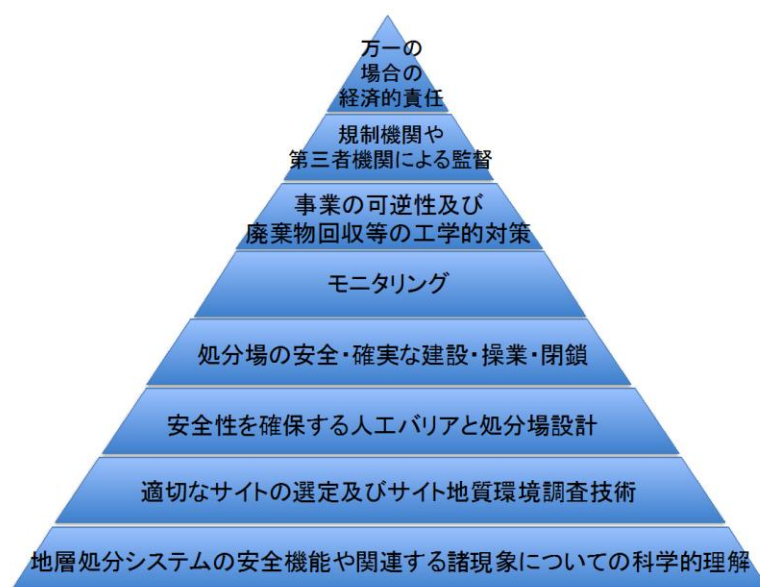 万一の
場合の
経済的責任
規制機関や
第三者機関による監督
事業の可逆性及び
廃棄物回収等の工学的対策
モニタリング
処分場の安全・確実な建設・操業・閉鎖
安全性を確保する人工バリアと処分場設計
適切なサイトの選定及びサイト地質環境調査技術
地層処分システムの安全機能や関連する諸現象についての科学的理解